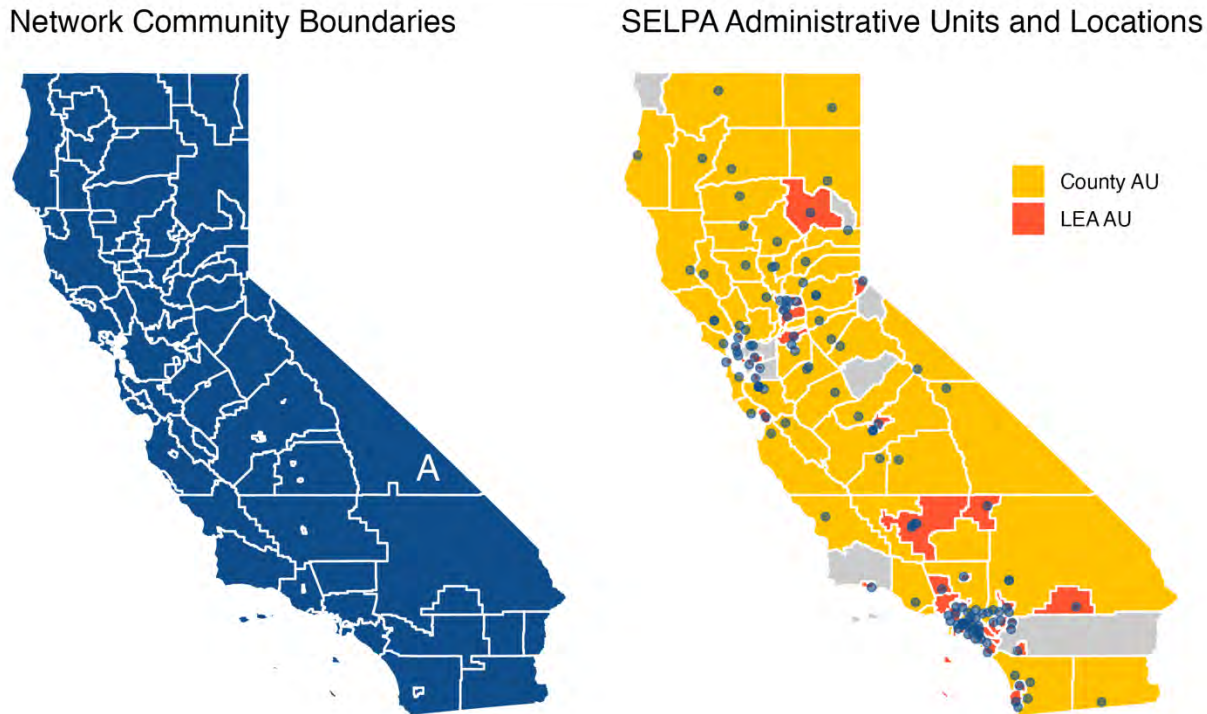 Network Community Boundaries
SELPA Administrative Units and Locations
County AU
LEA AU
A